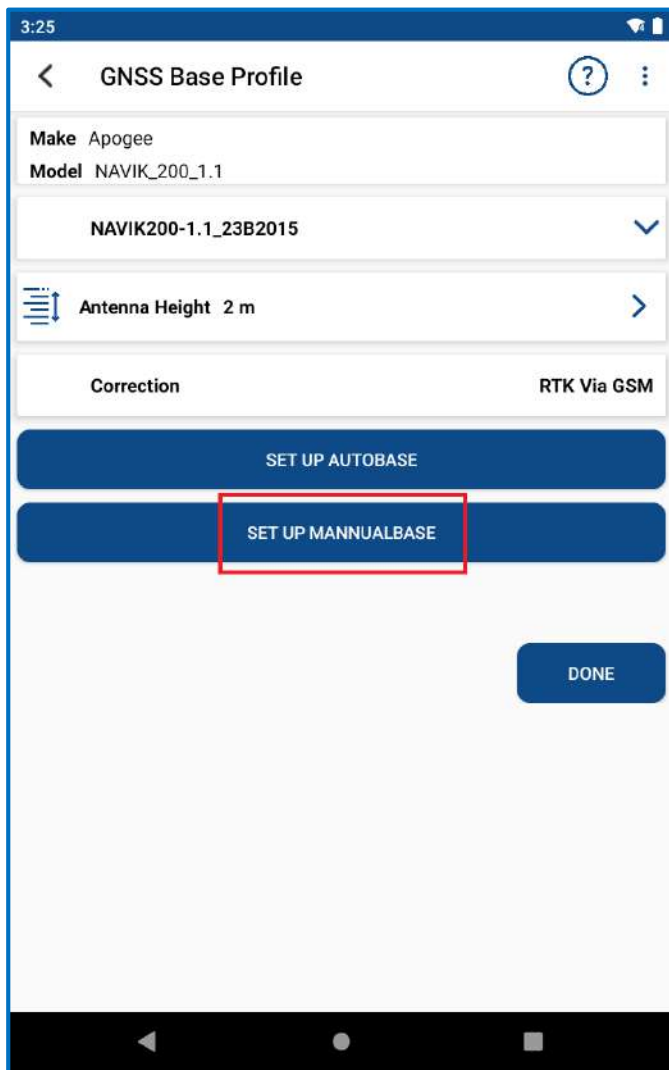 3:25
GNSS Base Profile ?
Make Apogee
Model NAVIK_200_1.1
NAVIK200-1.1_23B2015
Antenna Height 2 m
Correction RTK Via GSM
SET UP AUTOBASE
SET UP MANNUALBASE
DONE